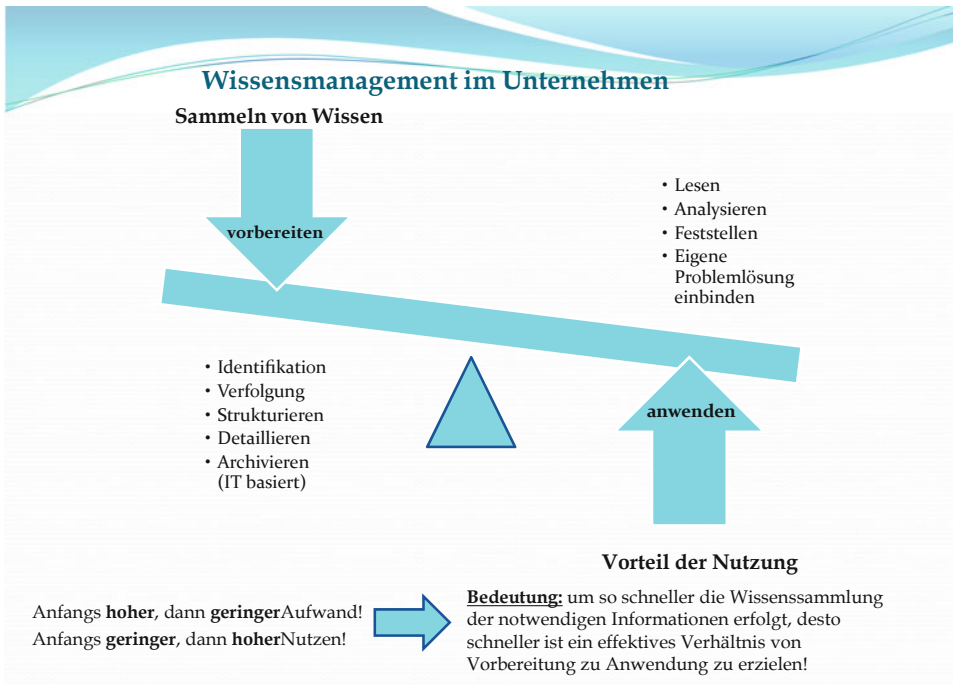 Wissensmanagement im Unternehmen
Sammeln von Wissen
vorbereiten
• Lesen
• Analysieren
• Feststellen
• Eigene
Problemlösung
einbinden
• Identifikation
• Verfolgung
• Strukturieren
• Detaillieren
• Archivieren
(IT basiert)
anwenden
Vorteil der Nutzung
Anfangs hoher, dann geringerAufwand!
Anfangs geringer, dann hoherNutzen!
Bedeutung: um so schneller die Wissenssammlung
der notwendigen Informationen erfolgt, desto
schneller ist ein effektives Verhältnis von
Vorbereitung zu Anwendung zu erzielen!